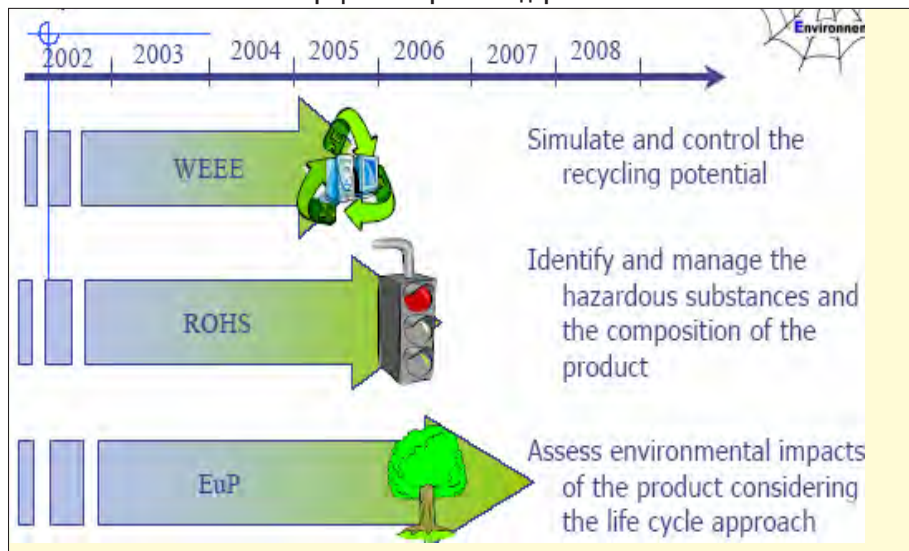 Environmen
2002 2003 2004 2005 2006 2007 2008
WEEE
Simulate and control the
recycling potential
ROHS
Identify and manage the
hazardous substances and
the composition of the
product
EuP
Assess environmental impacts
of the product considering
the life cycle approach